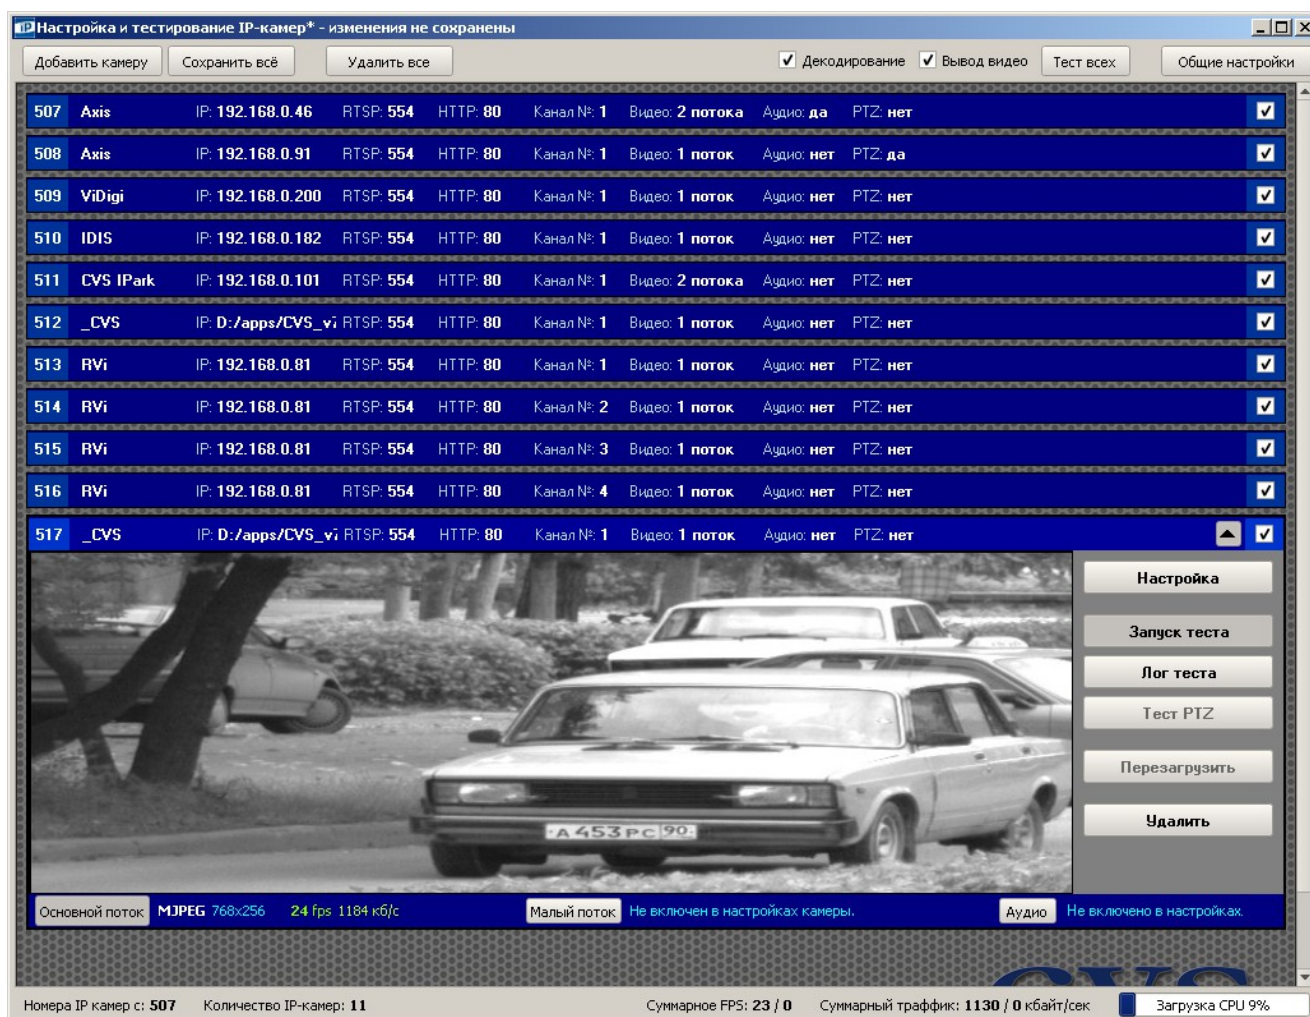 Настройка и тестирование IP-камер* - изменения не сохранены
Добавить камеру Сохранить всё Удалить все Декодирование Вывод видео Тест всех Общие настройки
507 Axis IP: 192.168.0.46 RTSP: 554 HTTP: 80 Канал №: 1 Видео: 2 потока Аудио: да PTZ: нет
508 Axis IP: 192.168.0.91 RTSP: 554 HTTP: 80 Канал №: 1 Видео: 1 поток Аудио: нет PTZ: да
509 ViDigi IP: 192.168.0.200 RTSP: 554 HTTP: 80 Канал №: 1 Видео: 1 поток Аудио: нет PTZ: нет
510 IDIS IP: 192.168.0.182 RTSP: 554 HTTP: 80 Канал №: 1 Видео: 1 поток Аудио: нет PTZ: нет
511 CVS IPark IP: 192.168.0.101 RTSP: 554 HTTP: 80 Канал №: 1 Видео: 2 потока Аудио: нет PTZ: нет
512 _CVS IP: D:/apps/CVS_v7 RTSP: 554 HTTP: 80 Канал №: 1 Видео: 1 поток Аудио: нет PTZ: нет
513 RVi IP: 192.168.0.81 RTSP: 554 HTTP: 80 Канал №: 1 Видео: 1 поток Аудио: нет PTZ: нет
514 RVi IP: 192.168.0.81 RTSP: 554 HTTP: 80 Канал №: 2 Видео: 1 поток Аудио: нет PTZ: нет
515 RVi IP: 192.168.0.81 RTSP: 554 HTTP: 80 Канал №: 3 Видео: 1 поток Аудио: нет PTZ: нет
516 RVi IP: 192.168.0.81 RTSP: 554 HTTP: 80 Канал №: 4 Видео: 1 поток Аудио: нет PTZ: нет
517 _CVS IP: D:/apps/CVS_v7 RTSP: 554 HTTP: 80 Канал №: 1 Видео: 1 поток Аудио: нет PTZ: нет
Настройка
Запуск теста
Лог теста
Тест PTZ
Перезагрузить
Удалить
А 453 РС 90
Основной поток MJPEG 768x256 24 fps 1184 кб/с Малый поток Не включен в настройках камеры. Аудио Не включено в настройках.
CVS
Номера IP камер с: 507 Количество IP-камер: 11 Суммарное FPS: 23 / 0 Суммарный траффик: 1130 / 0 кбайт/сек Загрузка CPU 9%